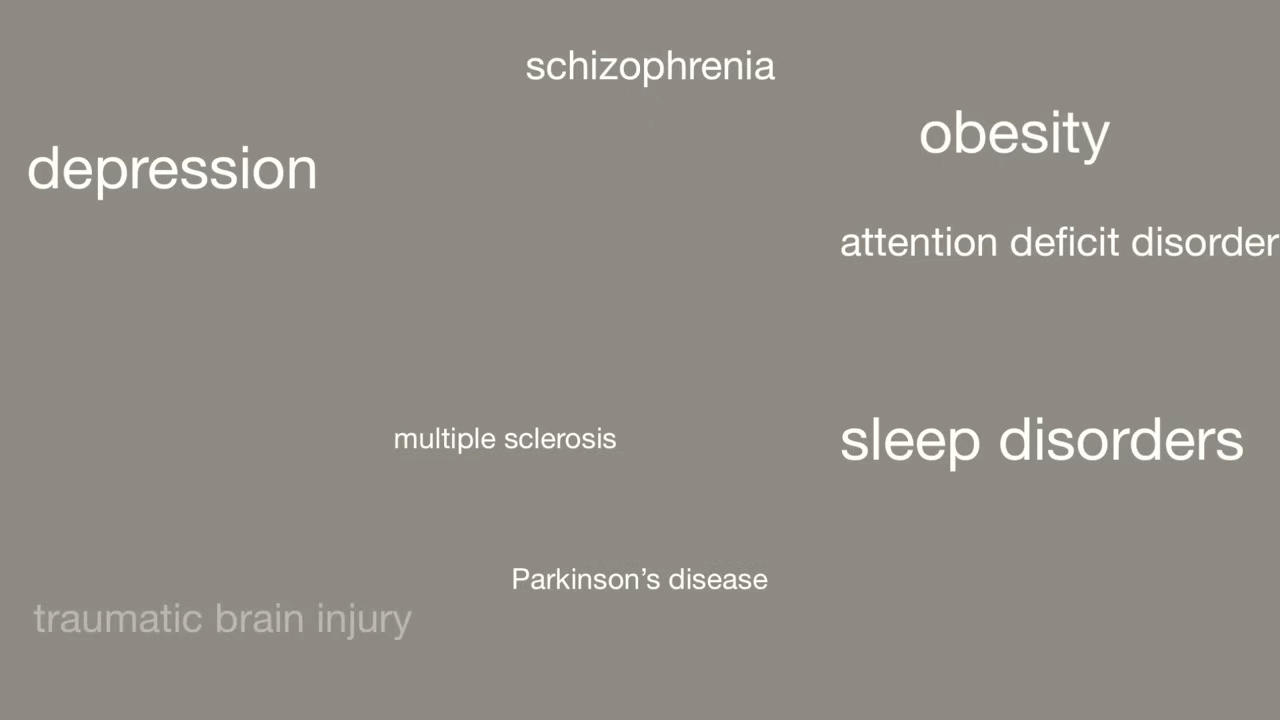 schizophrenia
obesity
depression
attention deficit disorder
multiple sclerosis
sleep disorders
Parkinson’s disease
traumatic brain injury